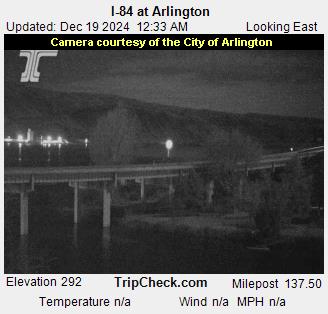 I-84 at Arlington
Updated: Dec 19 2024 12:33 AM Looking East
Camera courtesy of the City of Arlington
Elevation 292 TripCheck.com Milepost 137.50
Temperature n/a Wind n/a MPH n/a